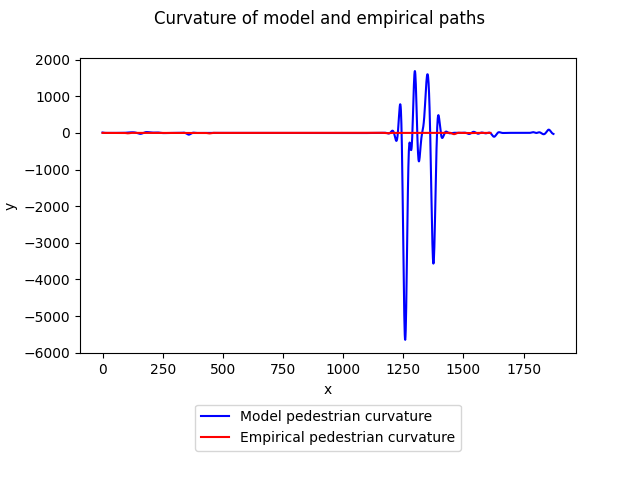 Curvature of model and empirical paths
2000
1000
0
−1000
−2000
−3000
−4000
−5000
−6000
y
0 250 500 750 1000 1250 1500 1750
x
Model pedestrian curvature
Empirical pedestrian curvature